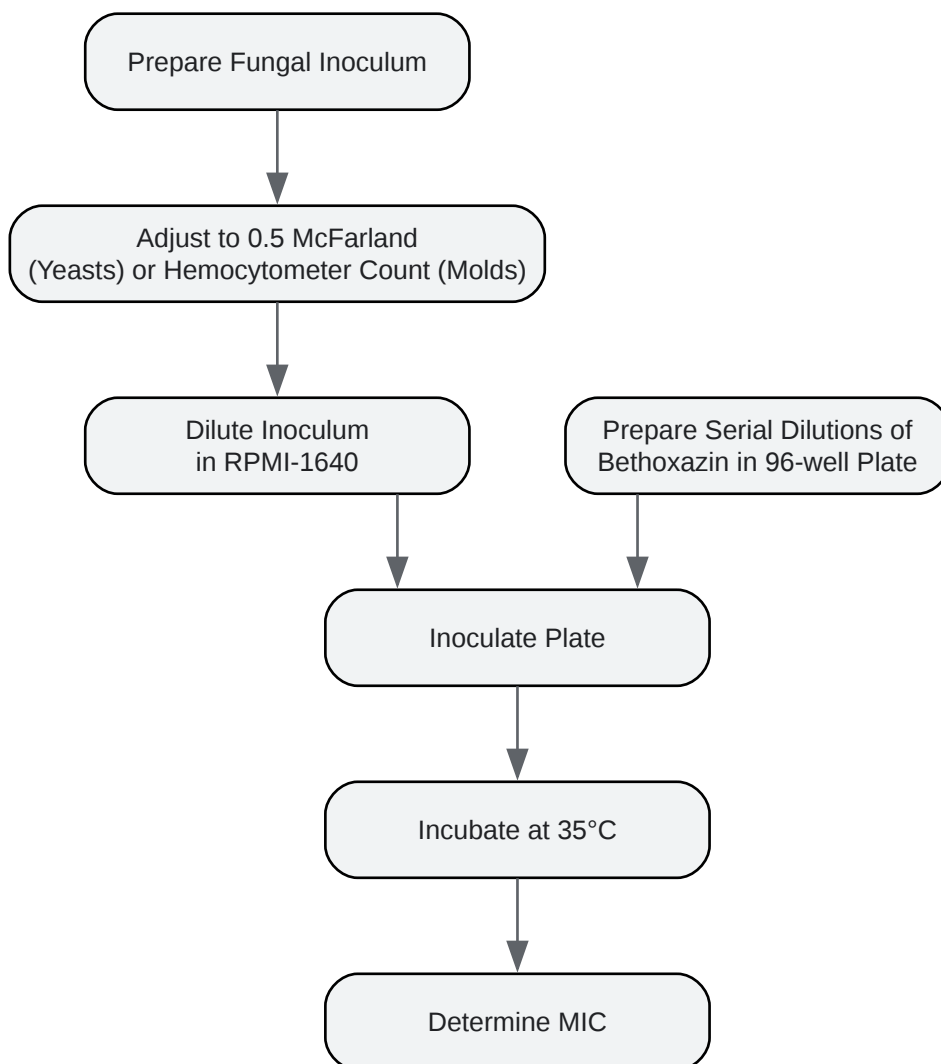 Prepare Fungal Inoculum
Adjust to 0.5 McFarland
(Yeasts) or Hemocytometer Count (Molds)
Dilute Inoculum
in RPMI-1640
Prepare Serial Dilutions of
Bethoxazin in 96-well Plate
Inoculate Plate
Incubate at 35°C
Determine MIC